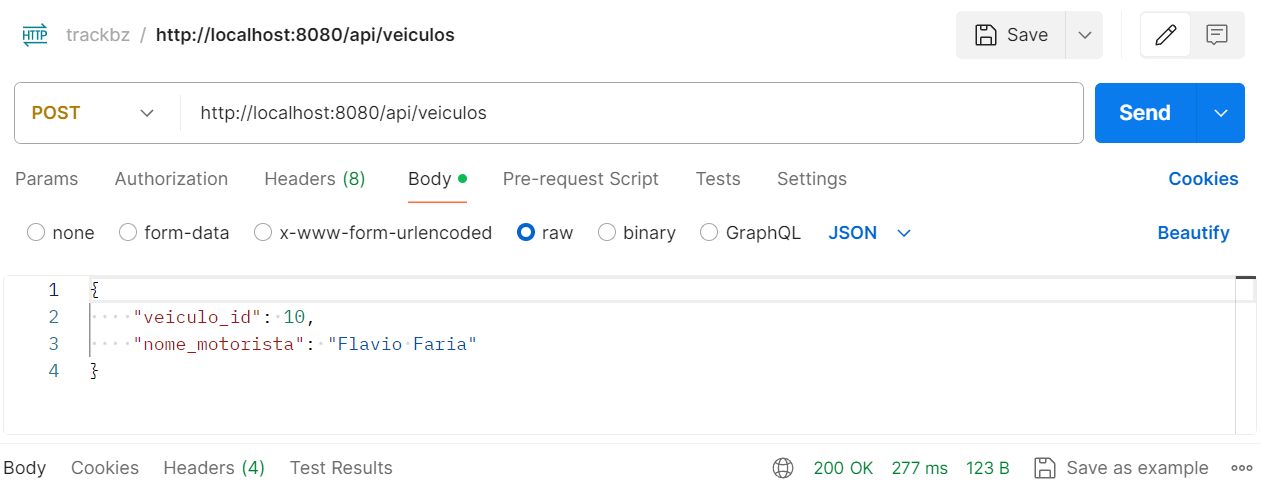 HTTP trackbz / http://localhost:8080/api/veiculos Save
POST http://localhost:8080/api/veiculos Send
Params Authorization Headers (8) Body Pre-request Script Tests Settings Cookies
none form-data x-www-form-urlencoded raw binary GraphQL JSON Beautify
1 {
2 "veiculo_id": 10,
3 "nome_motorista": "Flavio Faria"
4 }
Body Cookies Headers (4) Test Results 200 OK 277 ms 123 B Save as example